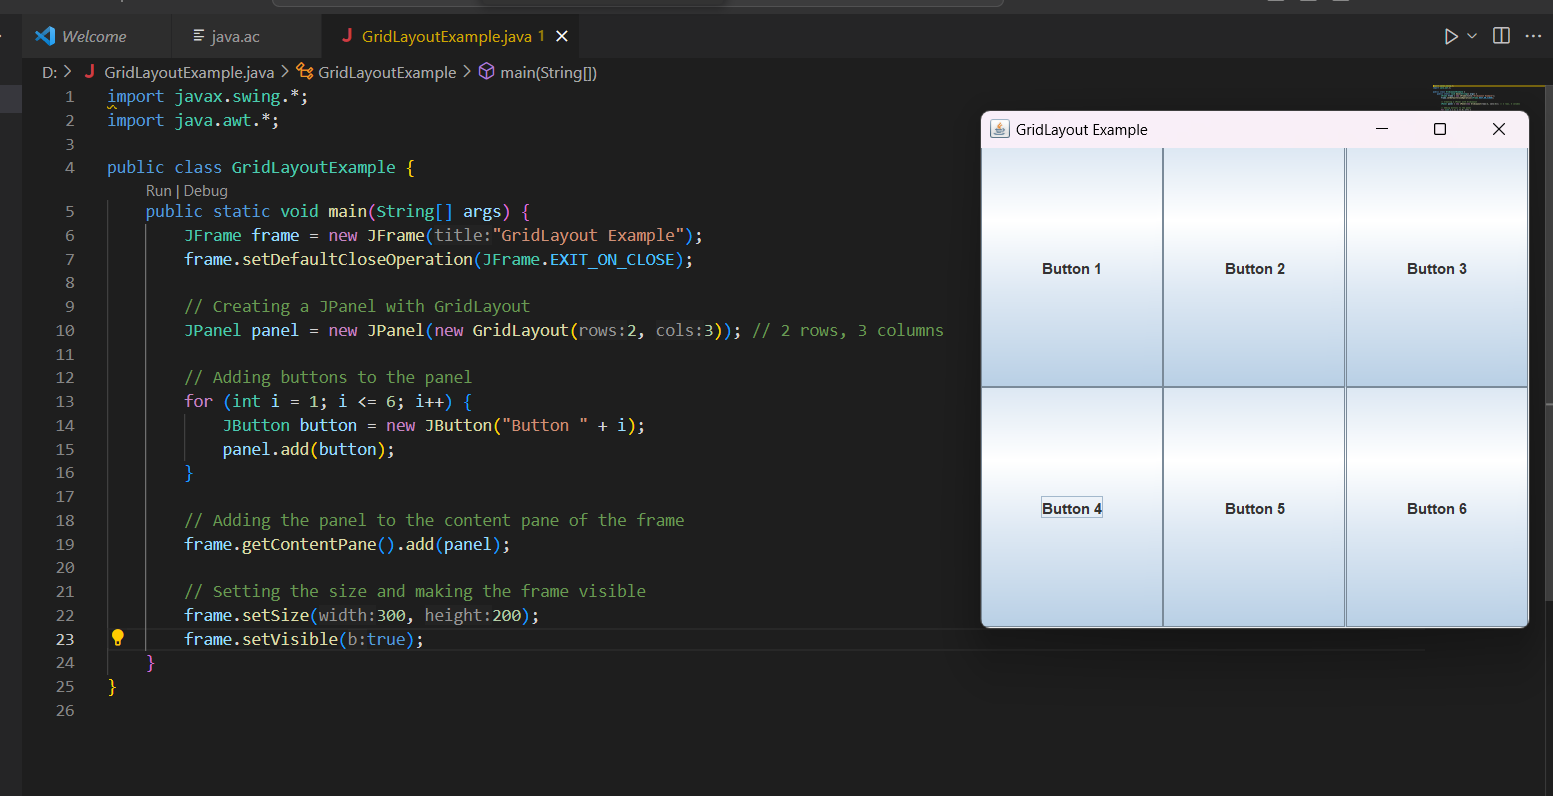 Welcome
java.ac
GridLayoutExample.java 1
D: > GridLayoutExample.java > GridLayoutExample > main(String[])
1 import javax.swing.*;
2 import java.awt.*;
3
4 public class GridLayoutExample {
Run | Debug
5 public static void main(String[] args) {
6 JFrame frame = new JFrame(title:"GridLayout Example");
7 frame.setDefaultCloseOperation(JFrame.EXIT_ON_CLOSE);
8
9 // Creating a JPanel with GridLayout
10 JPanel panel = new JPanel(new GridLayout(rows:2, cols:3)); // 2 rows, 3 columns
11
12 // Adding buttons to the panel
13 for (int i = 1; i <= 6; i++) {
14 JButton button = new JButton("Button " + i);
15 panel.add(button);
16 }
17
18 // Adding the panel to the content pane of the frame
19 frame.getContentPane().add(panel);
20
21 // Setting the size and making the frame visible
22 frame.setSize(width:300, height:200);
23 frame.setVisible(b:true);
24 }
25 }
26
GridLayout Example
Button 1 Button 2 Button 3
Button 4 Button 5 Button 6